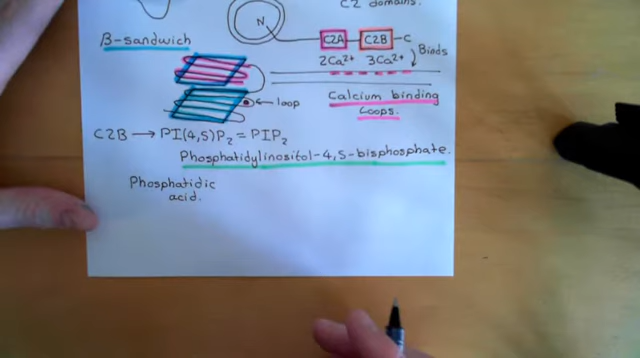 C2 domains.
N
C2A
C2B
-C
Binds
β-sandwich
2Ca²⁺
3Ca²⁺
loop
Calcium binding
Loops.
C2B → PI(4,5)P₂ = PIP₂
Phosphatidylinositol-4,5-bisphosphate.
Phosphatidic
acid.